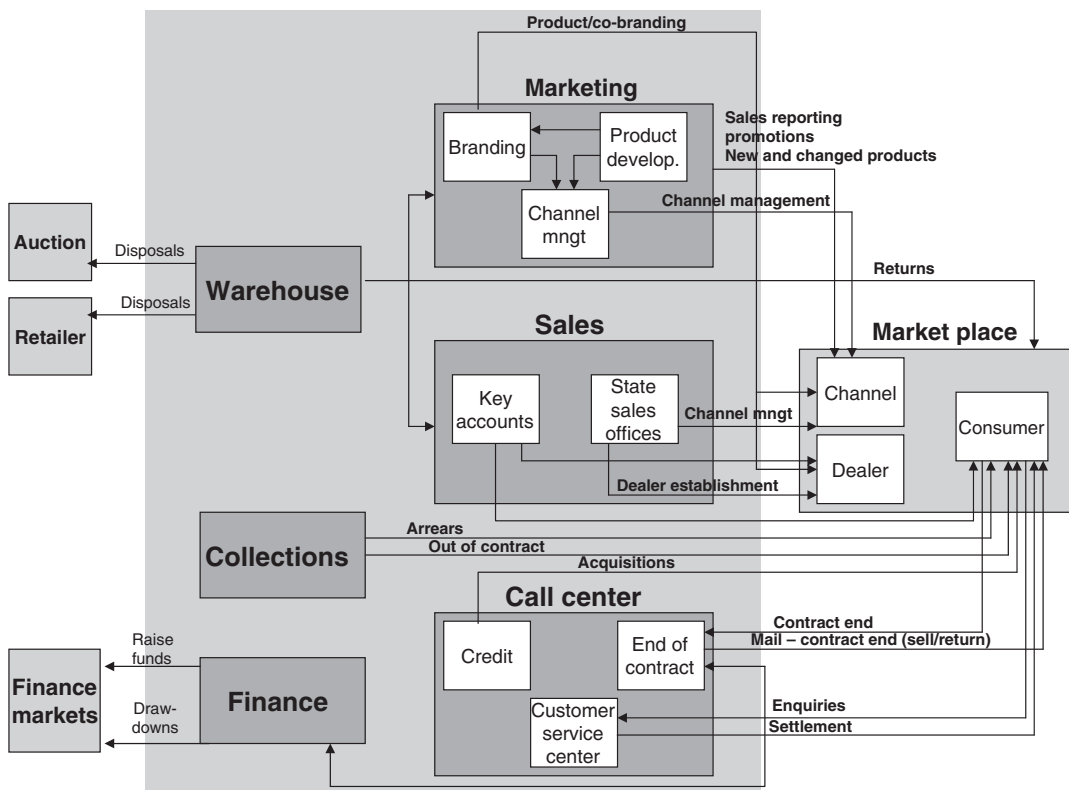 Product/co-branding
Marketing
Branding
Product
develop.
Channel
mngt
Sales reporting
promotions
New and changed products
Channel management
Auction
Disposals
Warehouse
Returns
Disposals
Retailer
Sales
Market place
Key
accounts
State
sales
offices
Channel mngt
Channel
Consumer
Dealer
Dealer establishment
Collections
Arrears
Out of contract
Acquisitions
Call center
Credit
End of
contract
Contract end
Mail – contract end (sell/return)
Raise
funds
Finance
markets
Finance
Draw-
downs
Customer
service
center
Enquiries
Settlement